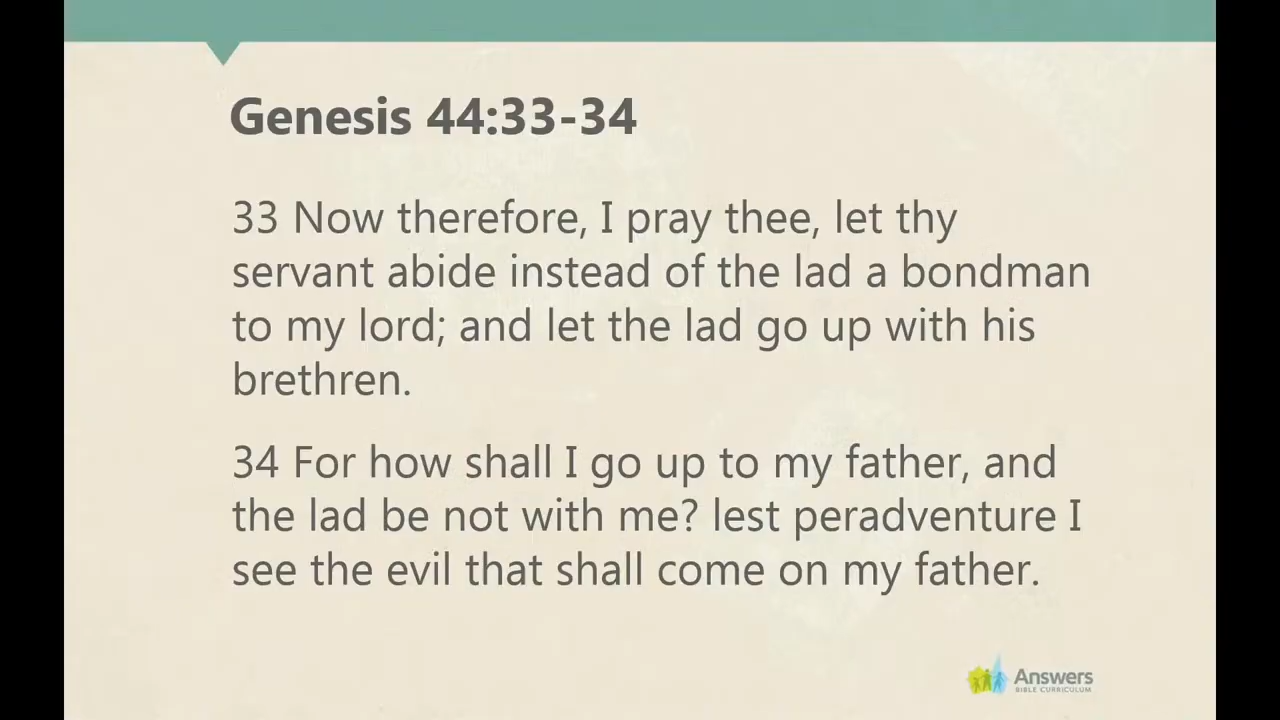 Genesis 44:33-34
33 Now therefore, I pray thee, let thy
servant abide instead of the lad a bondman
to my lord; and let the lad go up with his
brethren.
34 For how shall I go up to my father, and
the lad be not with me? lest peradventure I
see the evil that shall come on my father.
Answers
BIBLE CURRICULUM